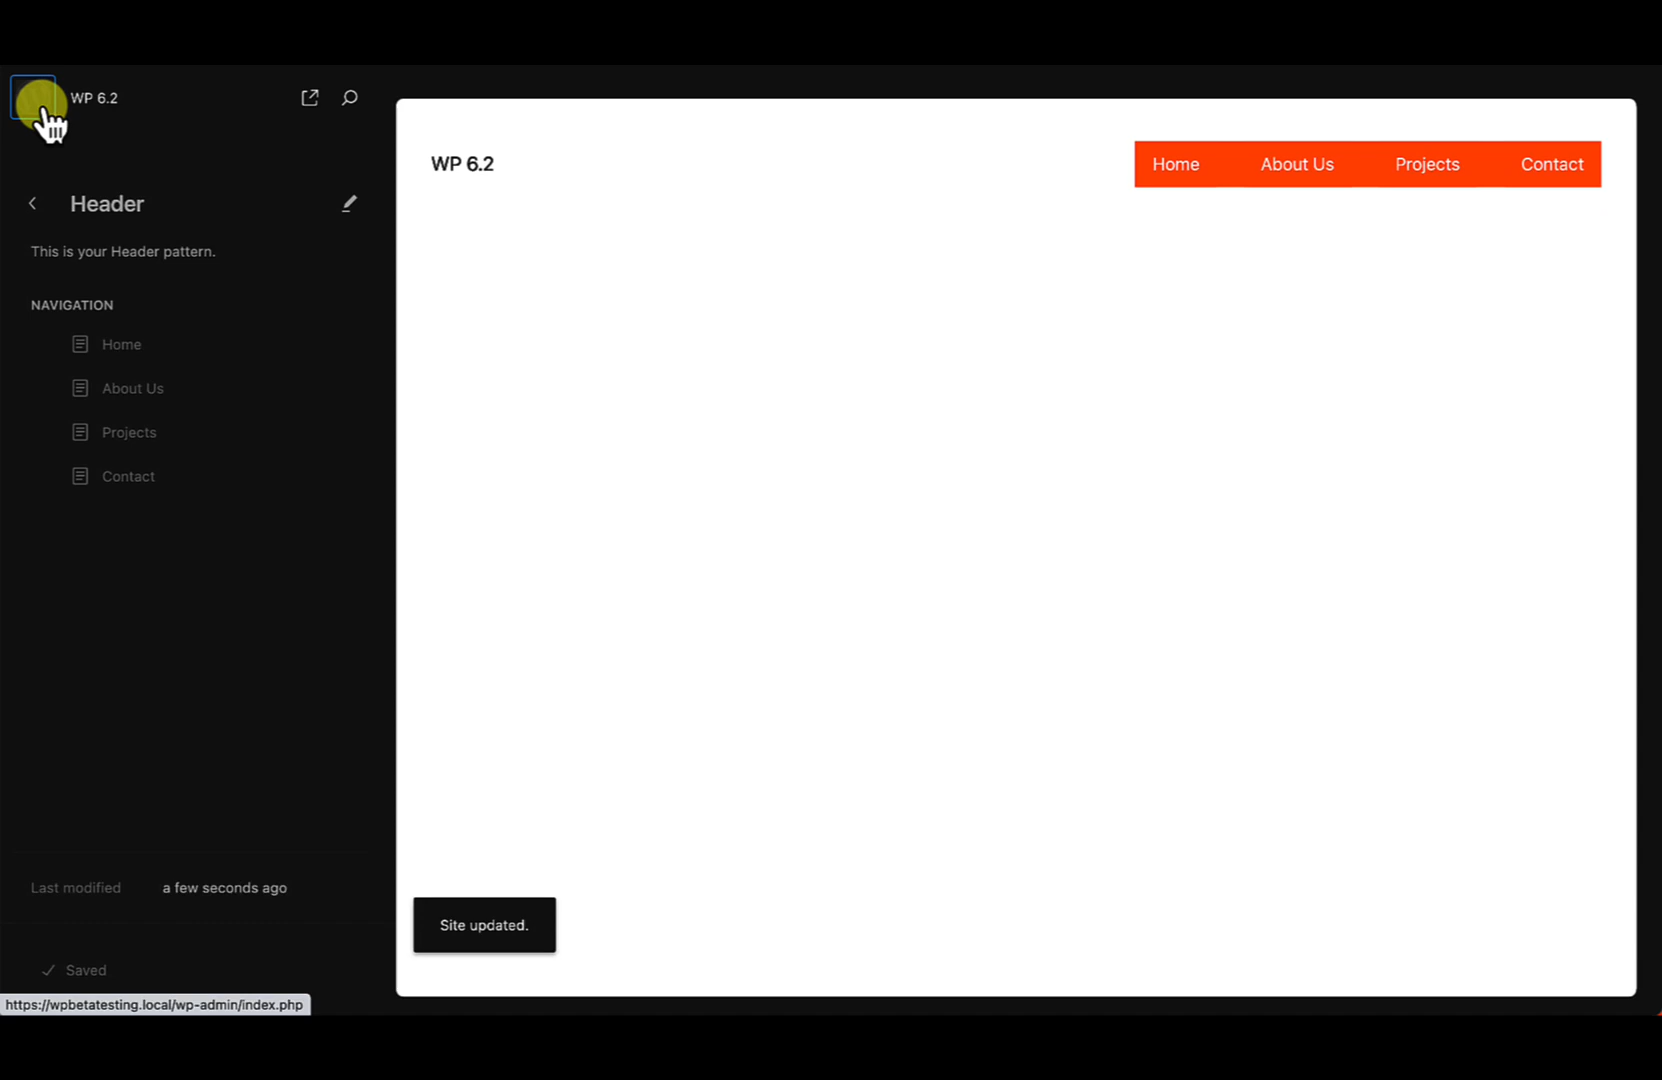 WP 6.2
Header
This is your Header pattern.
NAVIGATION
Home
About Us
Projects
Contact
Last modified a few seconds ago
Saved
https://wpbetatesting.local/wp-admin/index.php
WP 6.2
Home About Us Projects Contact
Site updated.